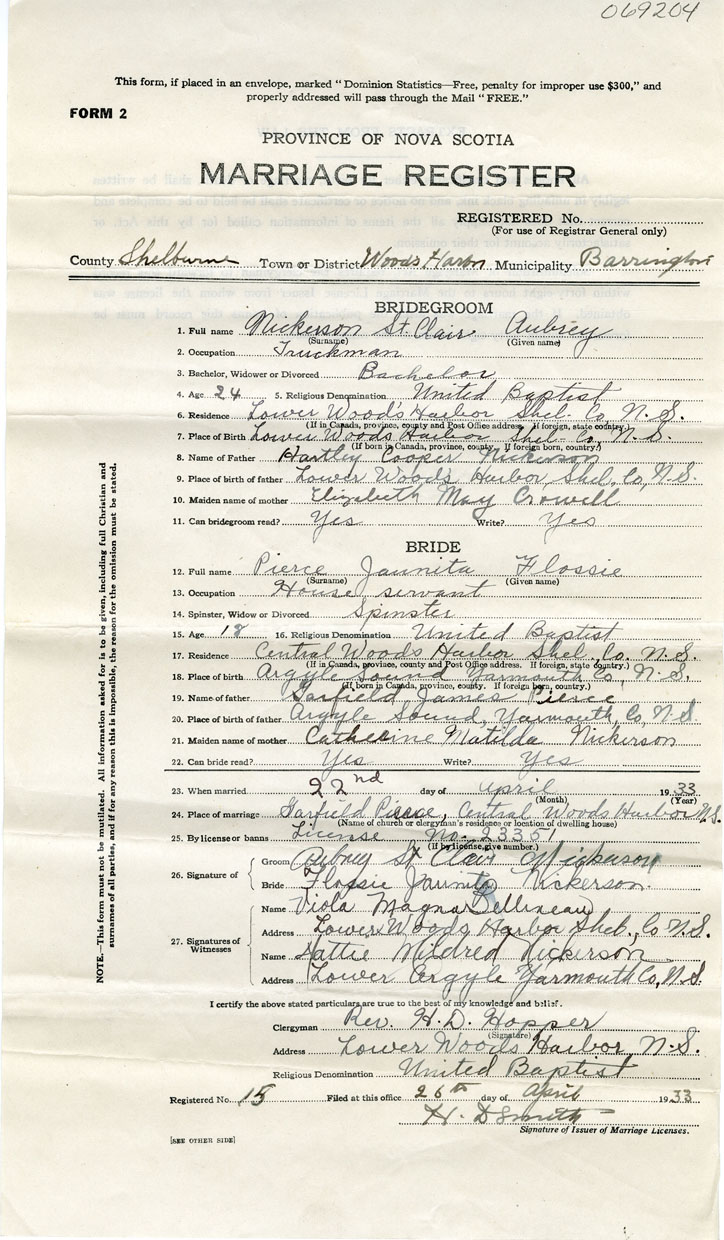 069204
This form, if placed in an envelope, marked "Dominion Statistics—Free, penalty for improper use $300," and
properly addressed will pass through the Mail "FREE."
FORM 2
PROVINCE OF NOVA SCOTIA
MARRIAGE REGISTER
REGISTERED No.
(For use of Registrar General only)
County Shelburne Town or District Woods Harbor Municipality Barrington
BRIDEGROOM
1. Full name Nickerson St. Clair Aubrey
(Surname) (Given name)
2. Occupation Truckman
3. Bachelor, Widower or Divorced Bachelor
4. Age 24 5. Religious Denomination United Baptist
6. Residence Lower Wood's Harbor Shel. Co, N. S.
(If in Canada, province, county and Post Office address. If foreign, state country.)
7. Place of Birth Lower Woods Harbor Shel. Co, N. S.
(If born in Canada, province, county. If foreign born, country.)
8. Name of Father Hartley Cooper Nickerson
9. Place of birth of father Lower Woods Harbor Shel, Co, N. S.
10. Maiden name of mother Elizabeth May Crowell
11. Can bridegroom read? Yes Write? Yes
BRIDE
12. Full name Pierce Jaunita Flossie
(Surname) (Given name)
13. Occupation House servant
14. Spinster, Widow or Divorced Spinster
15. Age 16. Religious Denomination United Baptist
17. Residence Central Woods Harbor Shel. Co, N. S.
(If in Canada, province, county and Post Office address. If foreign, state country.)
18. Place of birth Argyle Sound Yarmouth Co, N. S.
(If born in Canada, province, county. If foreign born, country.)
19. Name of father Garfield James Pierce
20. Place of birth of father Argyle Sound, Yarmouth, Co, N. S.
21. Maiden name of mother Catherine Matilda Nickerson
22. Can bride read? Yes Write? Yes
23. When married 22nd day of April 1933
(Month) (Year)
24. Place of marriage Garfield Pierce, Central Woods Harbor N.S.
(Name of church or clergyman's residence or location of dwelling house)
25. By license or banns License No. 23351
(If by license, give number.)
26. Signature of
Groom Aubrey St Clair Nickerson
Bride Flossie Jaunita Nickerson.
27. Signatures of Witnesses
Name Viola Magna
Address Lower Woods Harbor Shel., Co N.S.
Name Hattie Mildred Nickerson
Address Lower Argyle Yarmouth Co, N.S.
I certify the above stated particulars are true to the best of my knowledge and belief.
Clergyman Rev. H. D. Hopper
(Signature)
Address Lower Woods Harbor, N. S.
Religious Denomination United Baptist
Registered No. 15 Filed at this office 26th day of April 1933
H. D Smith
Signature of Issuer of Marriage Licenses.
[SEE OTHER SIDE]
NOTE.—This form must not be mutilated. All information asked for is to be given, including full Christian and
surnames of all parties, and if for any reason this is impossible, the reason for the omission must be stated.